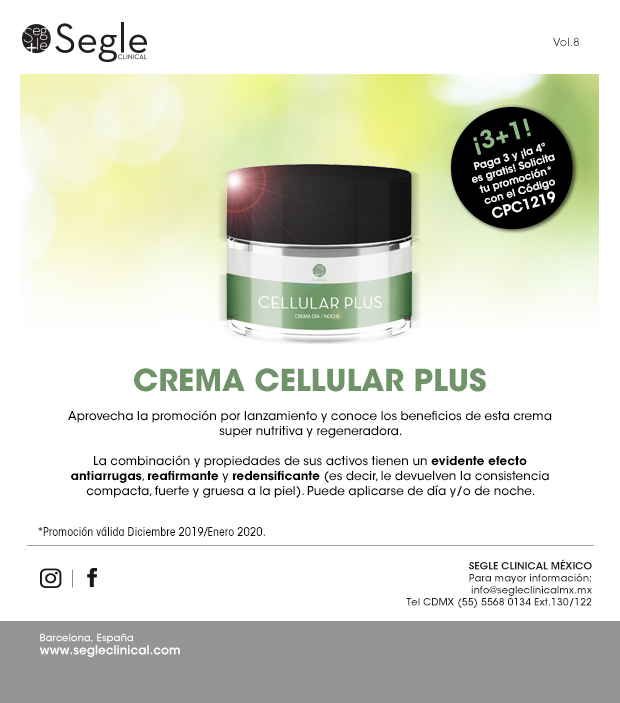 Seg
le
Segle
CLINICAL
Vol.8
¡3+1!
Paga 3 y ¡la 4ª
es gratis! Solicita
tu promoción*
con el Código
CPC1219
Segle
CLINICAL
CELLULAR PLUS
CREMA DÍA / NOCHE
CREMA CELLULAR PLUS
Aprovecha la promoción por lanzamiento y conoce los beneficios de esta crema
super nutritiva y regeneradora.
La combinación y propiedades de sus activos tienen un evidente efecto
antiarrugas, reafirmante y redensificante (es decir, le devuelven la consistencia
compacta, fuerte y gruesa a la piel). Puede aplicarse de día y/o de noche.
*Promoción válida Diciembre 2019/Enero 2020.
SEGLE CLINICAL MÉXICO
Para mayor información:
info@segleclinicalmx.mx
Tel CDMX (55) 5568 0134 Ext.130/122
Barcelona, España
www.segleclinical.com